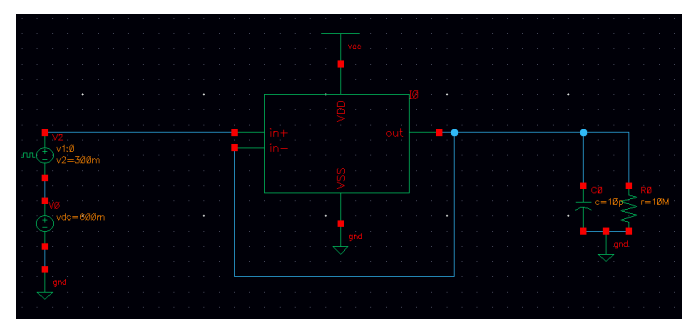 vdd
I0
VDD
in+
in-
out
VSS
V2
v1:0
v2=300m
V0
vdc=600m
gnd
gnd
C0
c=10p
R0
r=10M
gnd